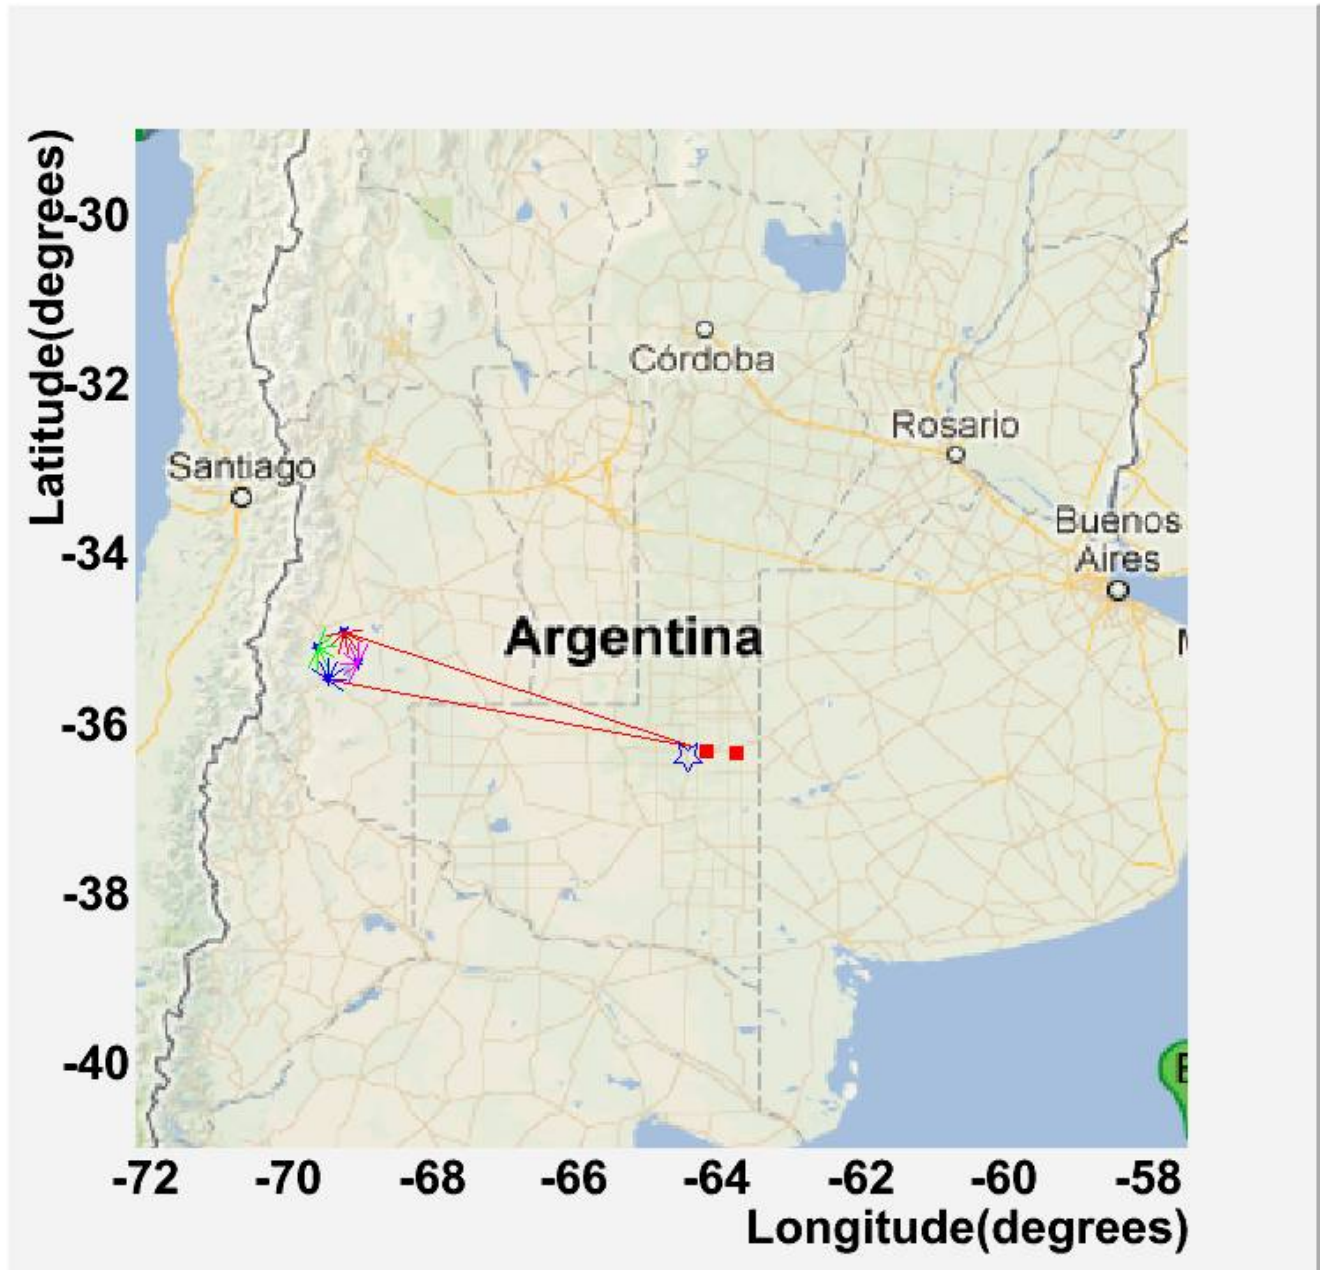 Latitude(degrees)
-30
-32
-34
-36
-38
-40
Córdoba
Rosario
Santiago
Buenos
Aires
Argentina
-72 -70 -68 -66 -64 -62 -60 -58
Longitude(degrees)